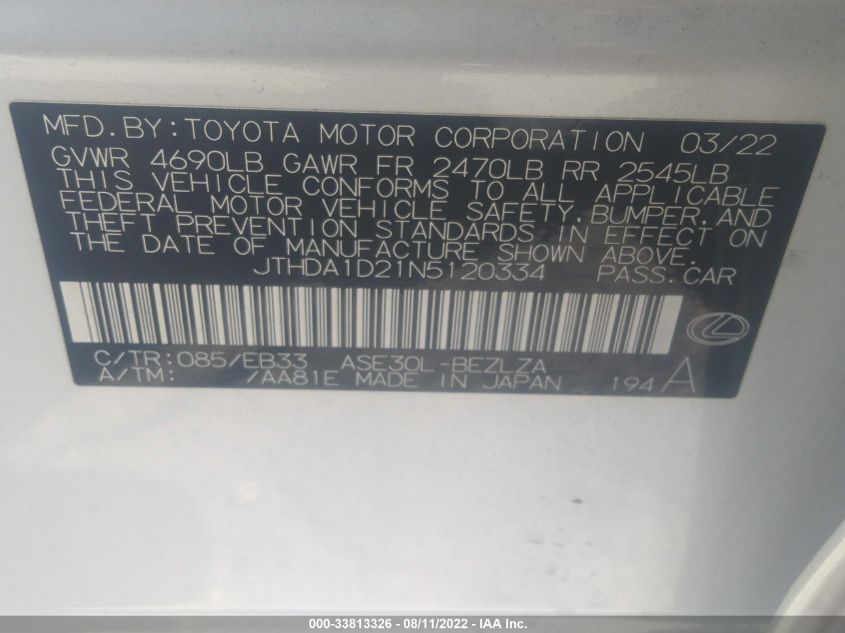 MFD.BY:TOYOTA MOTOR CORPORATION 03/22
GVWR 4690LB GAWR FR 2470LB RR 2545LB
THIS VEHICLE CONFORMS TO ALL APPLICABLE
FEDERAL MOTOR VEHICLE SAFETY,BUMPER,AND
THEFT PREVENTION STANDARDS IN EFFECT ON
THE DATE OF MANUFACTURE SHOWN ABOVE.
JTHDA1D21N5120334 PASS.CAR
C/TR:085/EB33 ASE30L-BEZLZA
A/TM: /AA81E MADE IN JAPAN 194A
000-33813326 - 08/11/2022 - IAA Inc.